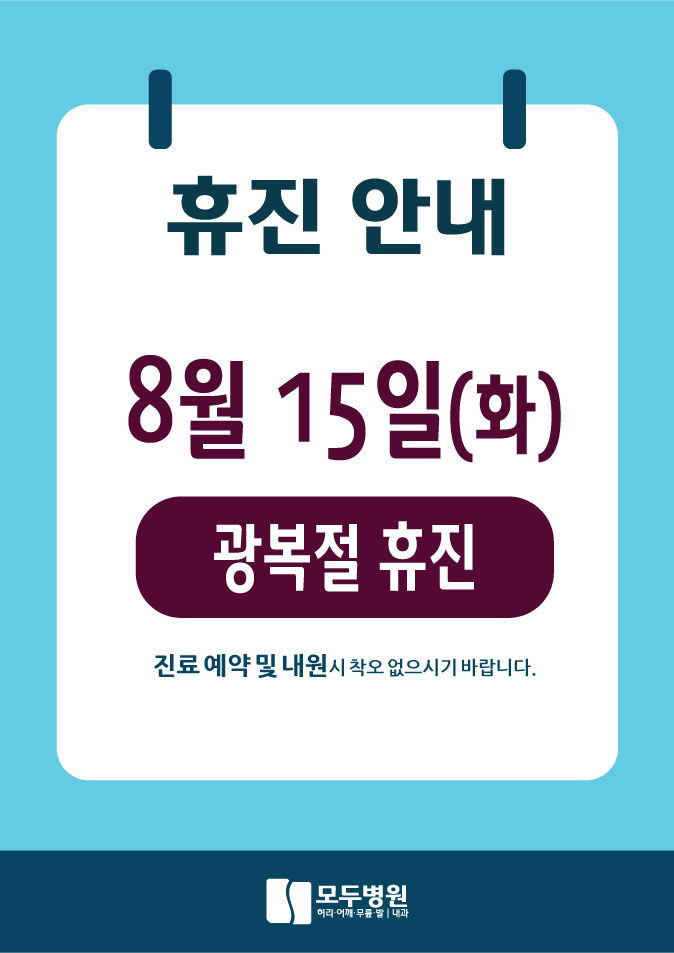 휴진 안내
8월 15일(화)
광복절 휴진
진료 예약 및 내원시 착오 없으시기 바랍니다.
모두병원
허리·어깨·무릎·발 | 내과